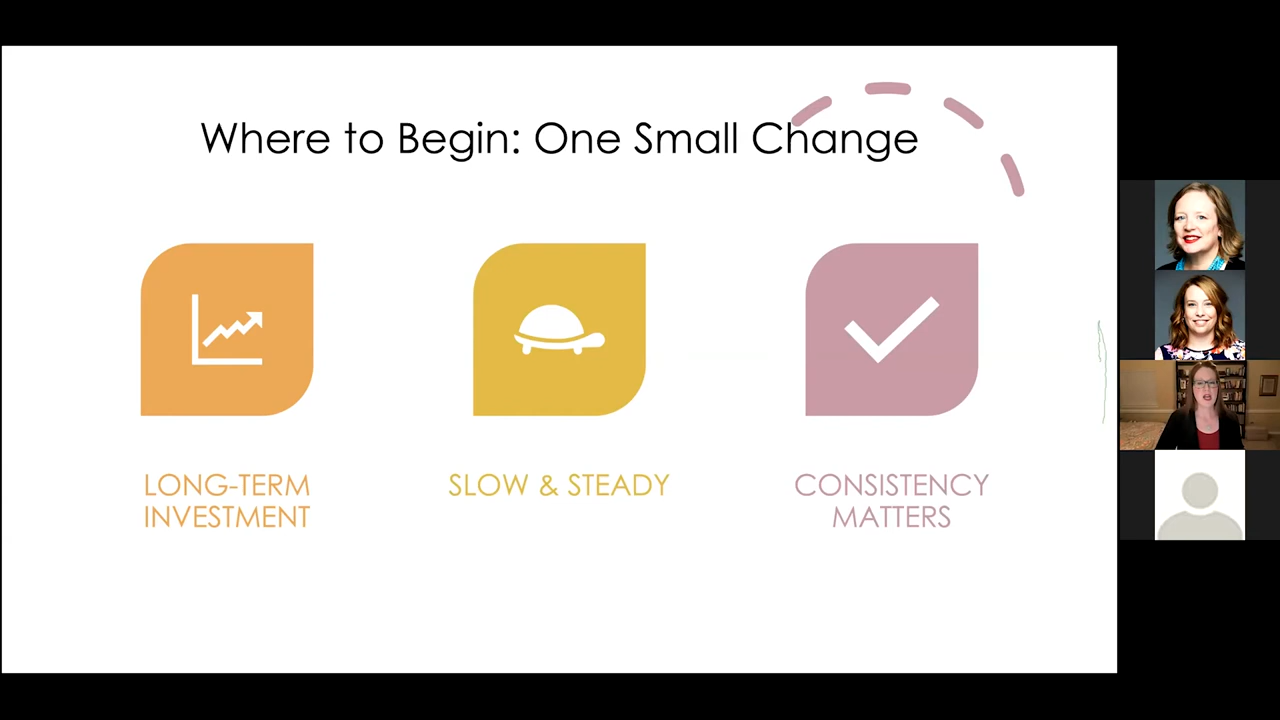 Where to Begin: One Small Change
LONG-TERM
INVESTMENT
SLOW & STEADY
CONSISTENCY
MATTERS